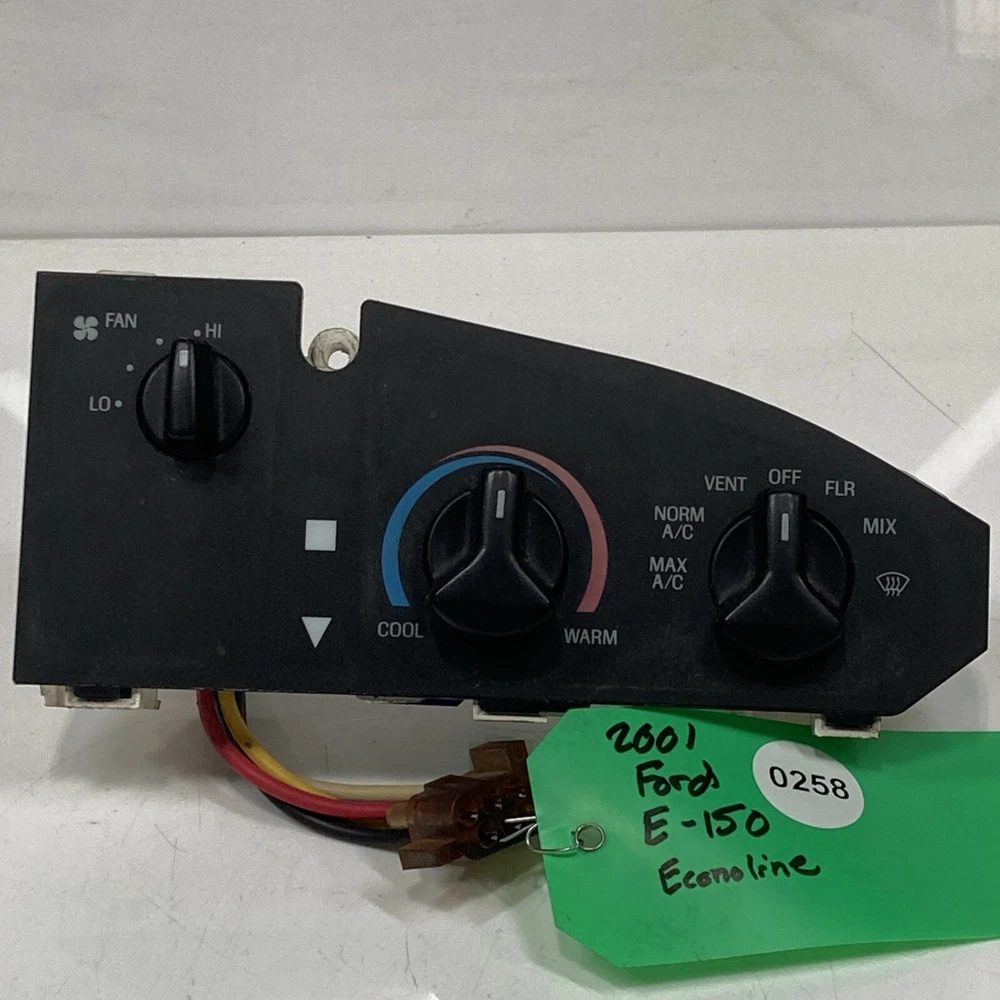 FAN
HI
LO
COOL
WARM
VENT
OFF
FLR
NORM
A/C
MIX
MAX
A/C
2001
Ford
E-150
Econoline
0258